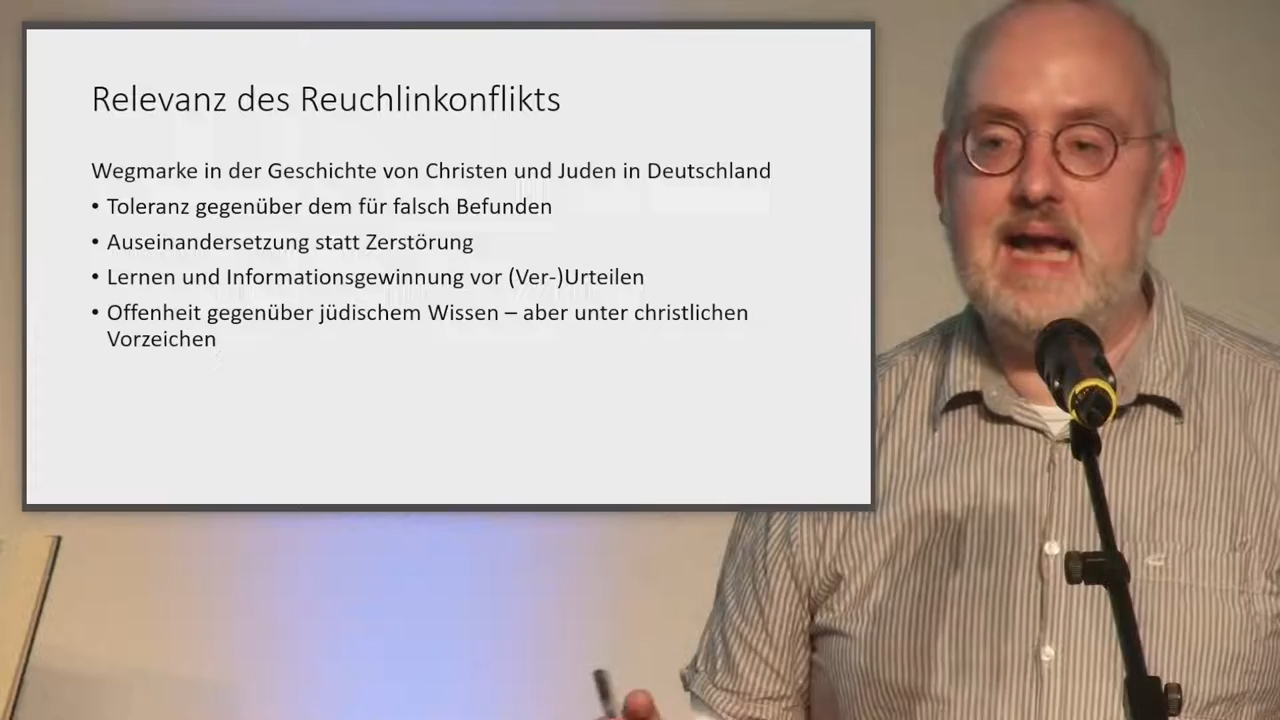 Relevanz des Reuchlinkonflikts
Wegmarke in der Geschichte von Christen und Juden in Deutschland
• Toleranz gegenüber dem für falsch Befunden
• Auseinandersetzung statt Zerstörung
• Lernen und Informationsgewinnung vor (Ver-)Urteilen
• Offenheit gegenüber jüdischem Wissen – aber unter christlichen
Vorzeichen